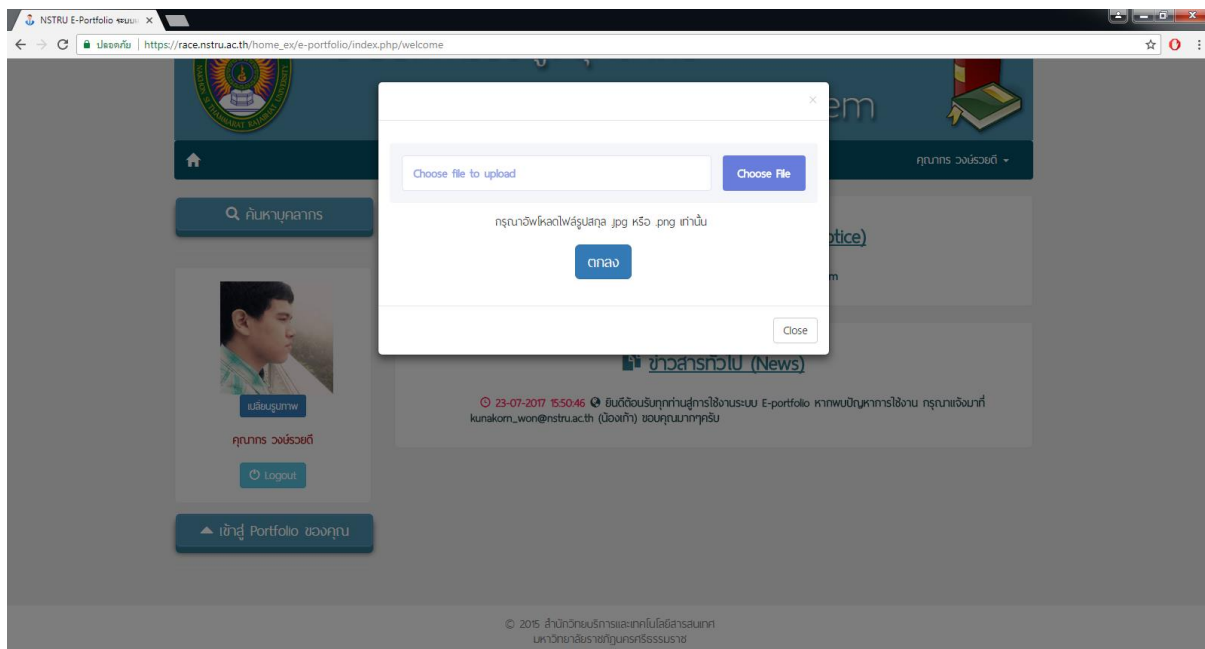 NSTRU E-Portfolio ระบบ
ปลอดภัย
https://race.nstru.ac.th/home_ex/e-portfolio/index.php/welcome
NAKHON SI THAMMARAT RAJABHAT UNIVERSITY
em
คุณากร วงษ์รวยดี
Choose file to upload
Choose File
กรุณาอัพโหลดไฟล์รูปสกุล .jpg หรือ .png เท่านั้น
ตกลง
Close
ค้นหาบุคลากร
otice)
m
ข่าวสารทั่วไป (News)
23-07-2017 15:50:46 ยินดีต้อนรับทุกท่านสู่การใช้งานระบบ E-portfolio หากพบปัญหาการใช้งาน กรุณาแจ้งมาที่
kunakorn_won@nstru.ac.th (น้องเก้า) ขอบคุณมากๆครับ
เปลี่ยนรูปภาพ
คุณากร วงษ์รวยดี
Logout
เข้าสู่ Portfolio ของคุณ
© 2015 สำนักวิทยบริการและเทคโนโลยีสารสนเทศ
มหาวิทยาลัยราชภัฏนครศรีธรรมราช